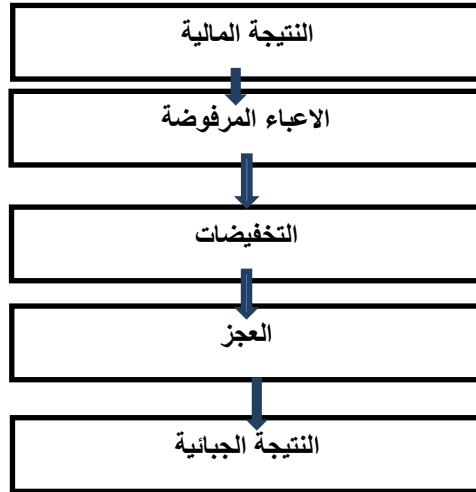 النتيجة المالية
الاعباء المرفوضة
التخفيضات
العجز
النتيجة الجبائية